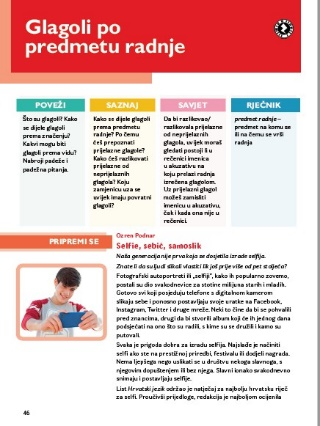 Glagoli po
predmetu radnje
POVEŽI
Što su glagoli? Kako
se dijele glagoli
prema značenju?
Kakvi mogu biti
glagoli prema vidu?
Nabroji padeže i
padežna pitanja.
SAZNAJ
Kako se dijele glagoli
prema predmetu
radnje? Po čemu
ćeš prepoznati
prijelazne glagole?
Kako ćeš razlikovati
prijelazne od
neprijelaznih
glagola? Koju
zamjenicu uza se
uvijek imaju povratni
glagoli?
SAVJET
Da bi razlikovao/
razlikovala prijelazne
od neprijelaznih
glagola, uvijek moraš
gledati postoji li u
rečenici imenica
u akuzativu na
koju prelazi radnja
izrečena glagolom.
Uz prijelazni glagol
možeš zamisliti
imenicu u akuzativu,
čak i kada ona nije u
rečenici.
RJEČNIK
predmet radnje –
predmet na komu se
ili na čemu se vrši
radnja
PRIPREMI SE
Ozren Podnar
Selfie, sebić, samoslik
Naša generacija nije prva koja se dosjetila izrade selfija.
Znate li da su ljudi slikali vlastiti lik još prije više od pet stoljeća?
Fotografski autoportreti ili „selfiji“, kako ih popularno zovemo,
postali su dio svakodnevice za stotine milijuna starih i mladih.
Gotovo svi koji posjeduju telefone s digitalnom kamerom
slikaju sebe i ponosno postavljaju svoje uratke na Facebook,
Instagram, Twitter i druge mreže. Neki to čine da bi se pohvalili
pred znancima, drugi da bi stvorili album koji će ih jednog dana
podsjećati na ono što su radili, s kime su se družili i kamo su
putovali.
Svaka je prigoda dobra za izradu selfija. Najslađe je načiniti
selfi ako ste na prestižnoj priredbi, festivalu ili dodjeli nagrada.
Nema ljepšega nego uslikati se u društvu nekoga slavnoga, s
njegovim dopuštenjem ili bez njega. Slavni ionako svakodnevno
snimaju i postavljaju selfije.
List Hrvatski jezik održao je natječaj za najbolju hrvatsku riječ
za selfi. Proučivši prijedloge, redakcija je najboljom ocijenila
46